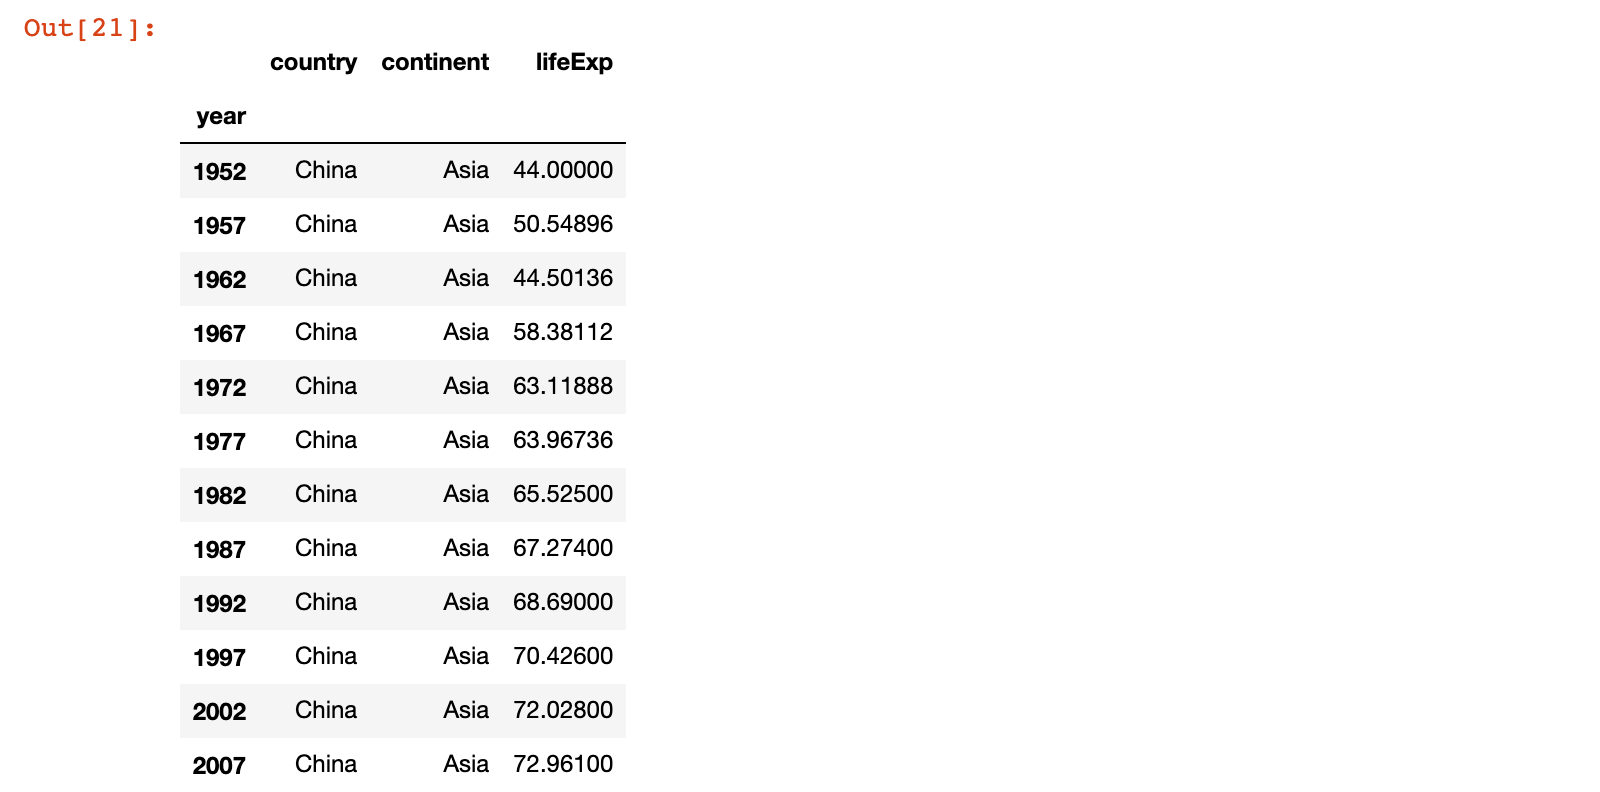 Out[21]:
country continent lifeExp
year
1952 China Asia 44.00000
1957 China Asia 50.54896
1962 China Asia 44.50136
1967 China Asia 58.38112
1972 China Asia 63.11888
1977 China Asia 63.96736
1982 China Asia 65.52500
1987 China Asia 67.27400
1992 China Asia 68.69000
1997 China Asia 70.42600
2002 China Asia 72.02800
2007 China Asia 72.96100